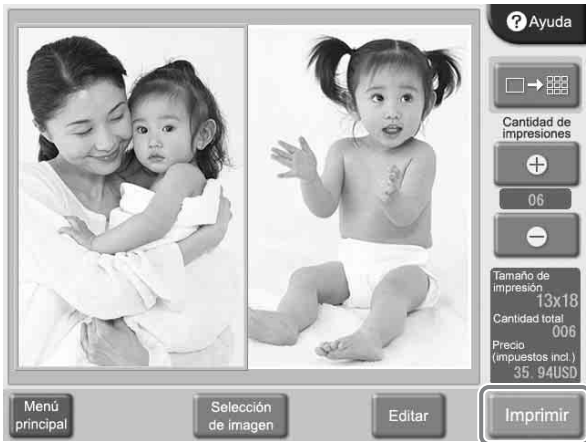 ? Ayuda
Cantidad de
impresiones
+
06
−
Tamaño de
impresión
13x18
Cantidad total
006
Precio
(impuestos incl.)
35.94USD
Menú
principal
Selección
de imagen
Editar
Imprimir